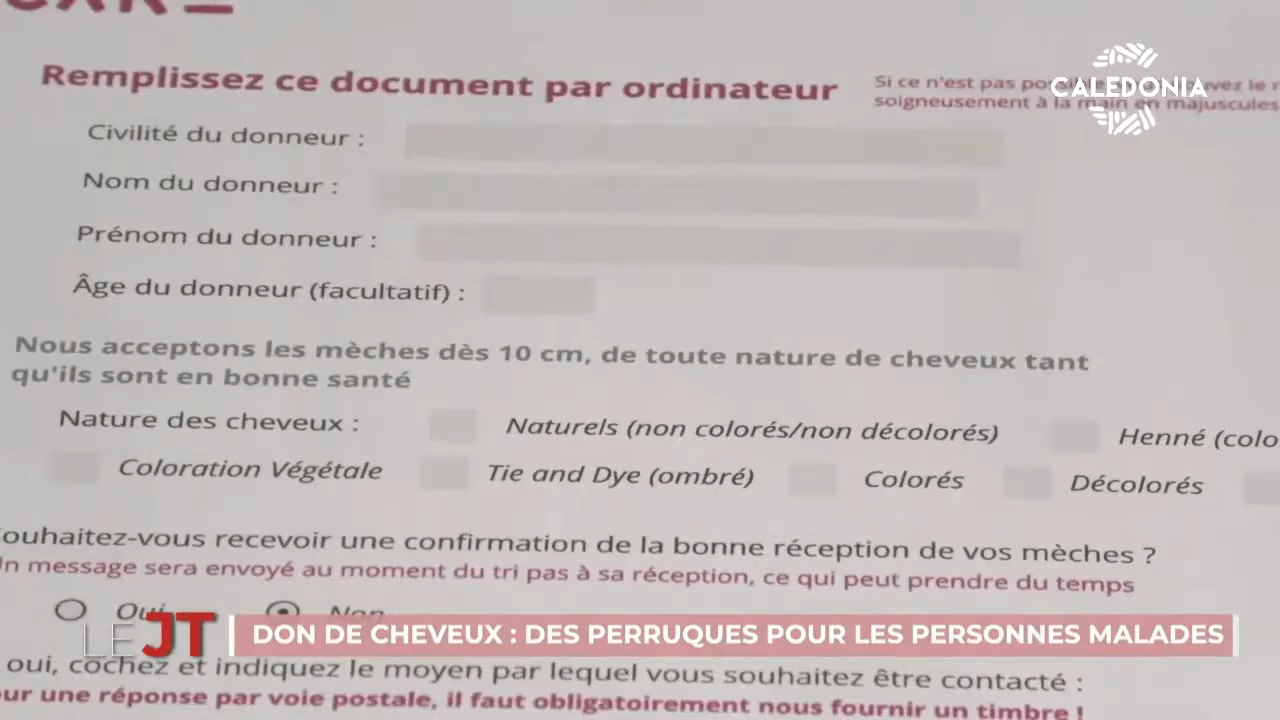 Remplissez ce document par ordinateur
Si ce n'est pas
soigneusement à la main en majuscules
CALEDONIA
Civilité du donneur :
Nom du donneur :
Prénom du donneur :
Âge du donneur (facultatif) :
Nous acceptons les mèches dès 10 cm, de toute nature de cheveux tant
qu'ils sont en bonne santé
Nature des cheveux : Naturels (non colorés/non décolorés) Henné
Coloration Végétale Tie and Dye (ombré) Colorés Décolorés
ouhaitez-vous recevoir une confirmation de la bonne réception de vos mèches ?
Un message sera envoyé au moment du tri pas à sa réception, ce qui peut prendre du temps
Oui Non
LE JT
DON DE CHEVEUX : DES PERRUQUES POUR LES PERSONNES MALADES
oui, cochez et indiquez le moyen par lequel vous souhaitez être contacté :
ur une réponse par voie postale, il faut obligatoirement nous fournir un timbre !